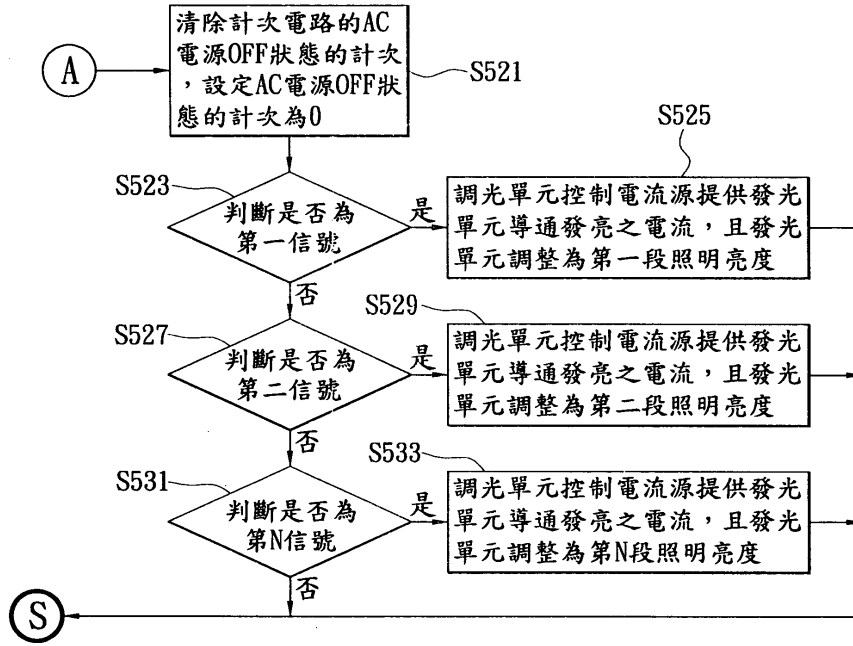 清除計次電路的AC
電源OFF狀態的計次
，設定AC電源OFF狀
態的計次為0
A
S521
S525
S523
判斷是否為
第一信號
是
調光單元控制電流源提供發光
單元導通發亮之電流，且發光
單元調整為第一段照明亮度
否
S527
S529
判斷是否為
第二信號
是
調光單元控制電流源提供發光
單元導通發亮之電流，且發光
單元調整為第二段照明亮度
否
S531
S533
判斷是否為
第N信號
是
調光單元控制電流源提供發光
單元導通發亮之電流，且發光
單元調整為第N段照明亮度
否
S